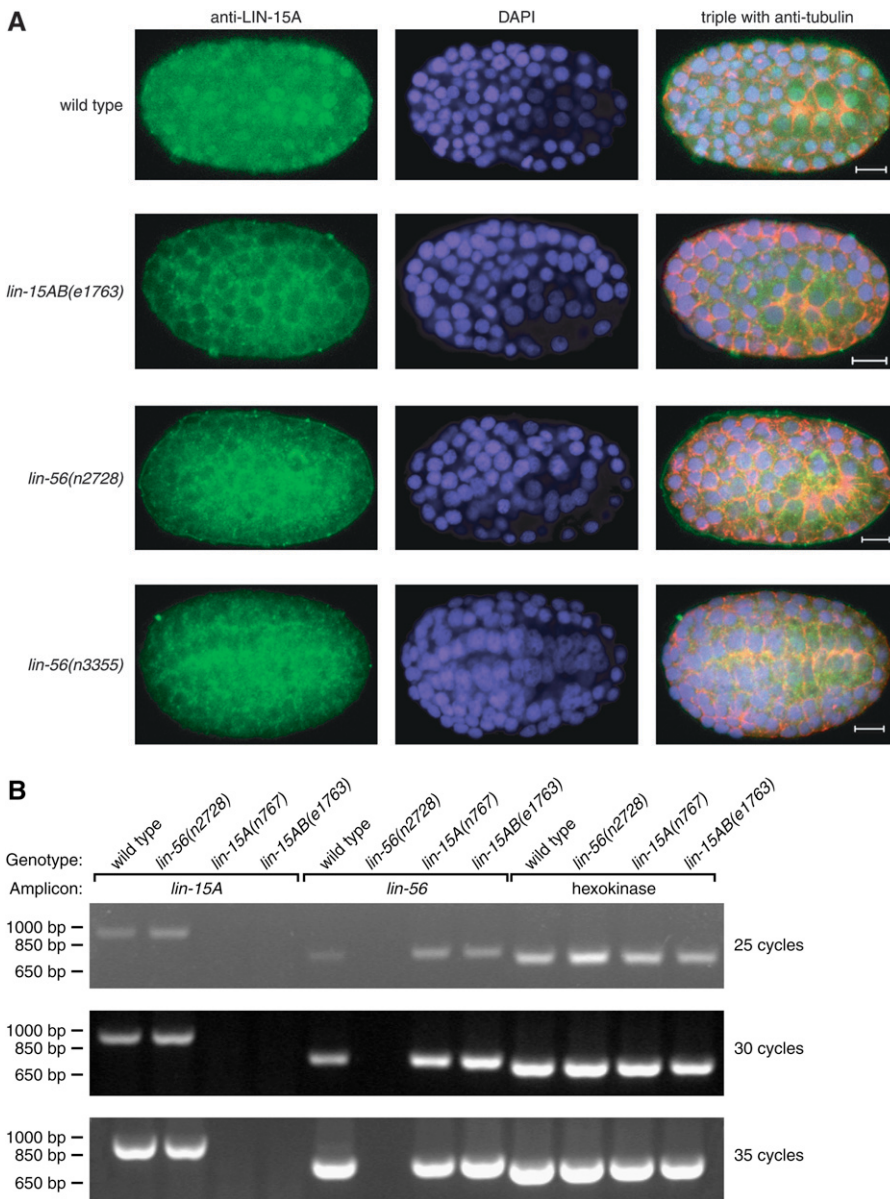 A
anti-LIN-15A DAPI triple with anti-tubulin
wild type
lin-15AB(e1763)
lin-56(n2728)
lin-56(n3355)
B
Genotype: wild type lin-56(n2728) lin-15A(n767) lin-15AB(e1763) wild type lin-56(n2728) lin-15A(n767) lin-15AB(e1763) wild type lin-56(n2728) lin-15A(n767) lin-15AB(e1763)
Amplicon: lin-15A lin-56 hexokinase
1000 bp
850 bp
650 bp
25 cycles
1000 bp
850 bp
650 bp
30 cycles
1000 bp
850 bp
650 bp
35 cycles